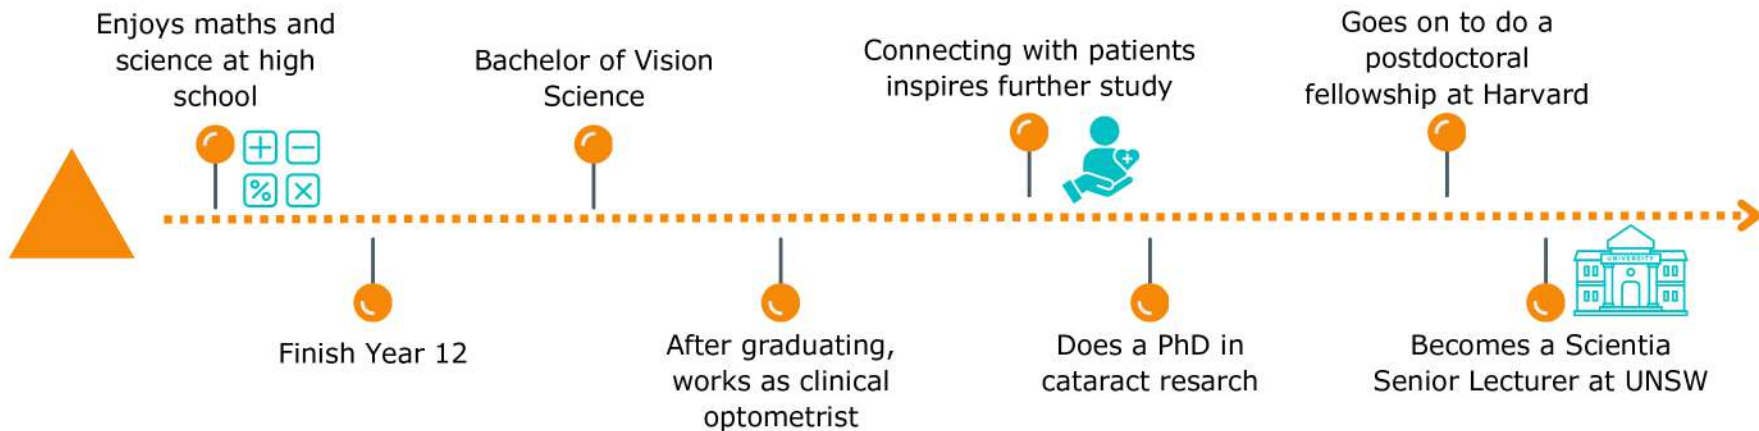 Enjoys maths and
science at high
school
Finish Year 12
Bachelor of Vision
Science
After graduating,
works as clinical
optometrist
Connecting with patients
inspires further study
Does a PhD in
cataract resarch
Goes on to do a
postdoctoral
fellowship at Harvard
UNIVERSITY
Becomes a Scientia
Senior Lecturer at UNSW